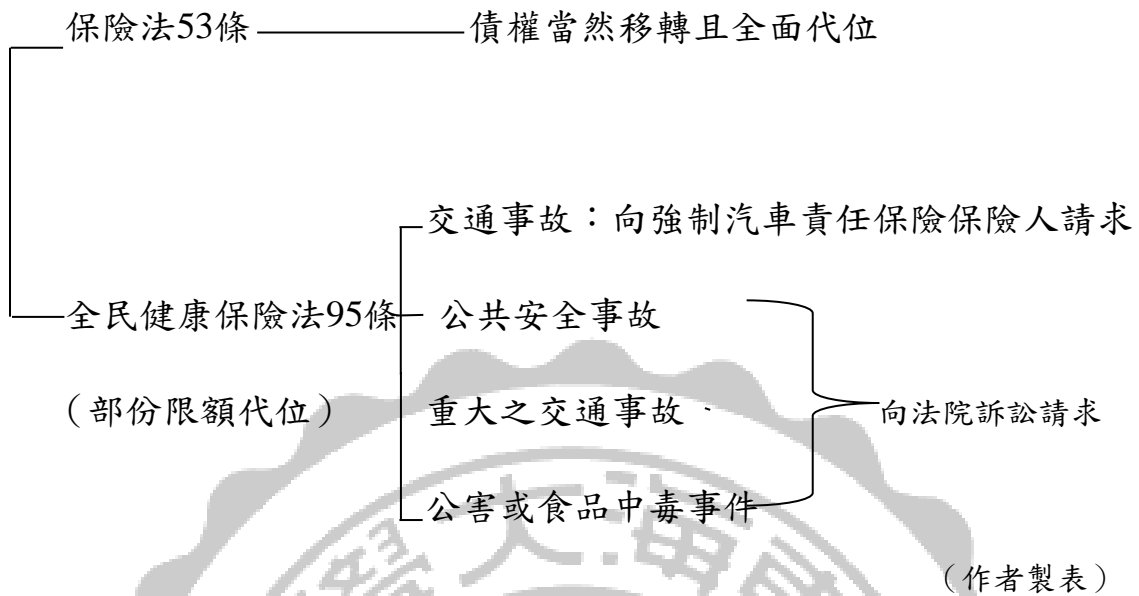 保險法53條 債權當然移轉且全面代位
交通事故：向強制汽車責任保險保險人請求
全民健康保險法95條 公共安全事故
（部份限額代位） 重大之交通事故 向法院訴訟請求
公害或食品中毒事件
（作者製表）